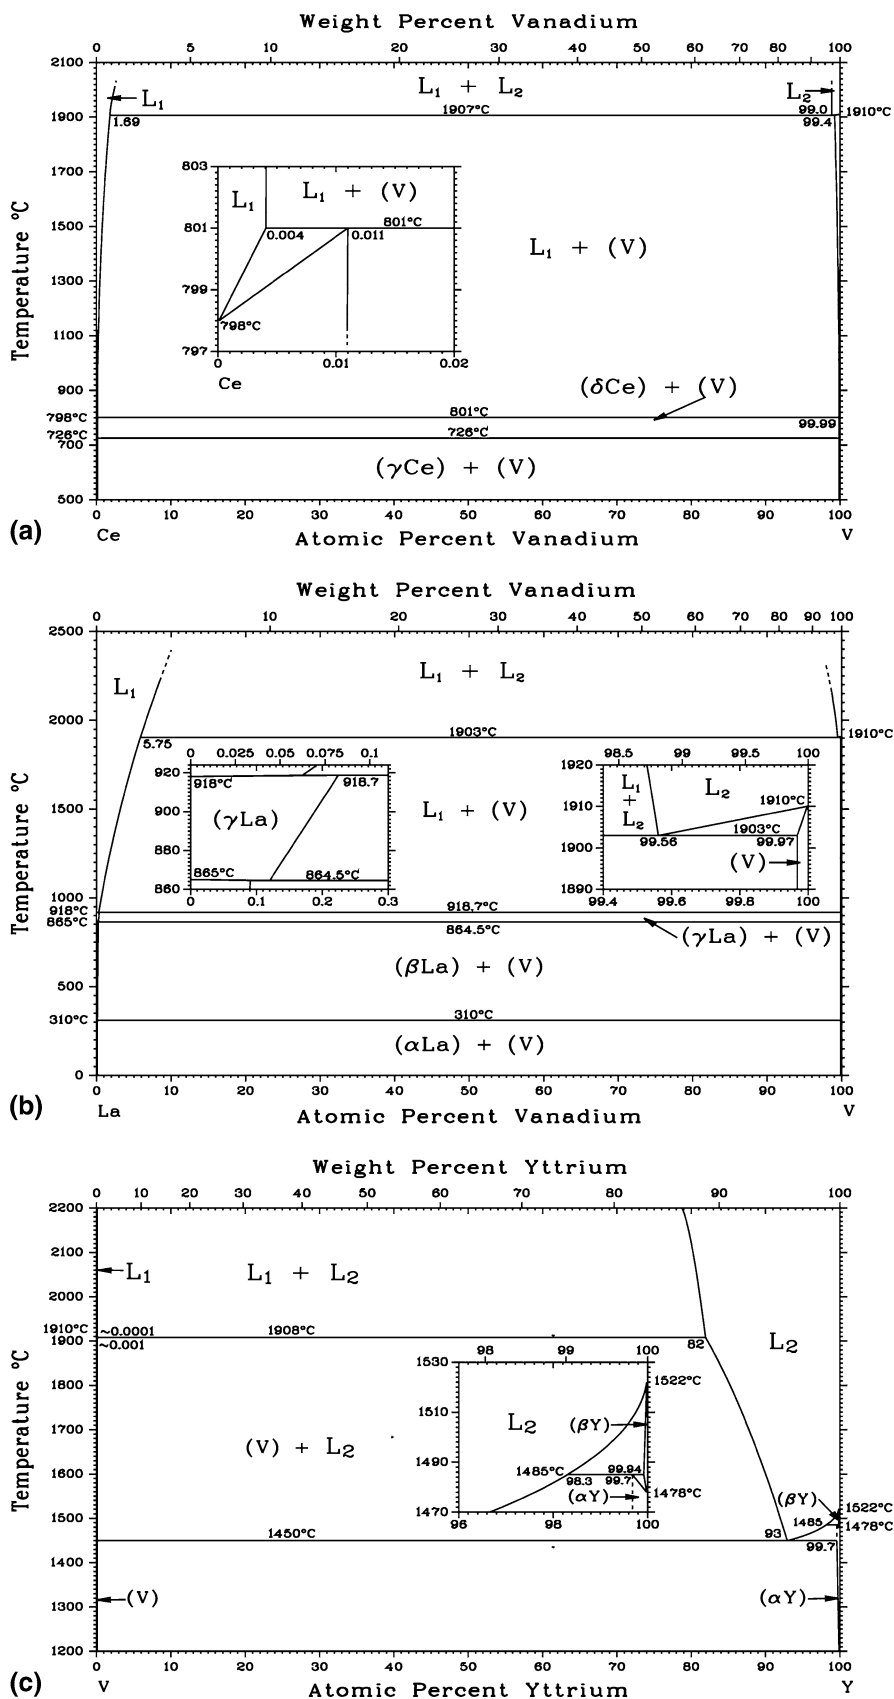 Weight Percent Vanadium
0 5 10 20 30 40 50 60 70 80 100
2100
L₁ + L₂
L₁
L₂
1907°C
99.0
1.69
99.4
1910°C
1900
1700
1500
1300
1100
900
700
500
Temperature °C
803
801
799
797
L₁
L₁ + (V)
801°C
0.004
0.011
798°C
0 0.01 0.02
Ce
L₁ + (V)
(δCe) + (V)
798°C
801°C
99.99
726°C
726°C
(γCe) + (V)
0 10 20 30 40 50 60 70 80 90 100
(a)
Ce
V
Atomic Percent Vanadium
Weight Percent Vanadium
0 10 20 30 40 50 60 70 80 90 100
2500
2000
1500
1000
500
0
Temperature °C
L₁
L₁ + L₂
1903°C
5.75
1910°C
0 0.025 0.05 0.075 0.1
920
900
880
860
918°C
918.7
(γLa)
865°C
864.5°C
0 0.1 0.2 0.3
L₁ + (V)
98.5 99 99.5 100
1920
1910
1900
1890
L₁
+
L₂
L₂
1910°C
1903°C
99.56
99.97
(V)
99.4 99.6 99.8 100
918°C
918.7°C
865°C
864.5°C
(γLa) + (V)
(βLa) + (V)
310°C
310°C
(αLa) + (V)
0 10 20 30 40 50 60 70 80 90 100
(b)
La
V
Atomic Percent Vanadium
Weight Percent Yttrium
0 10 20 30 40 50 60 70 80 90 100
2200
2100
2000
1900
1800
1700
1600
1500
1400
1300
1200
Temperature °C
L₁
L₁ + L₂
1910°C
~0.0001
1908°C
~0.001
82
L₂
98 99 100
1530
1510
1490
1470
1522°C
L₂
(βY)
1485°C
99.94
98.3
99.7
(αY)
1478°C
96 98 100
(V) + L₂
(βY)
1522°C
1485
1478°C
1450°C
93
99.7
(V)
(αY)
0 10 20 30 40 50 60 70 80 90 100
(c)
V
Y
Atomic Percent Yttrium